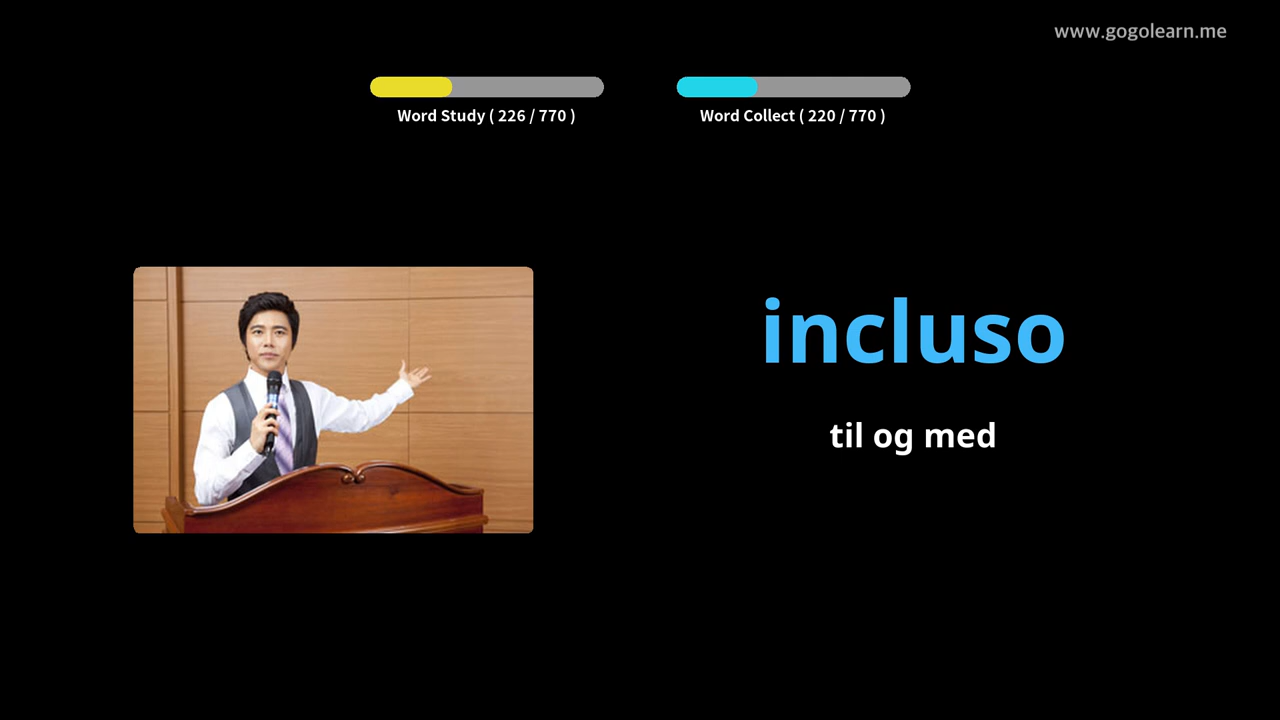 www.gogolearn.me
Word Study ( 226 / 770 )
Word Collect ( 220 / 770 )
incluso
til og med